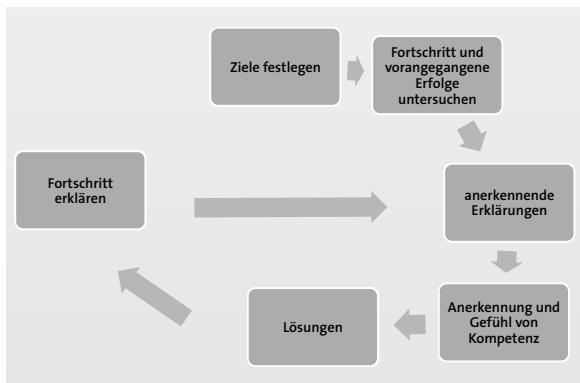 Ziele festlegen
Fortschritt und
vorangegangene
Erfolge
untersuchen
anerkennende
Erklärungen
Anerkennung und
Gefühl von
Kompetenz
Lösungen
Fortschritt
erklären